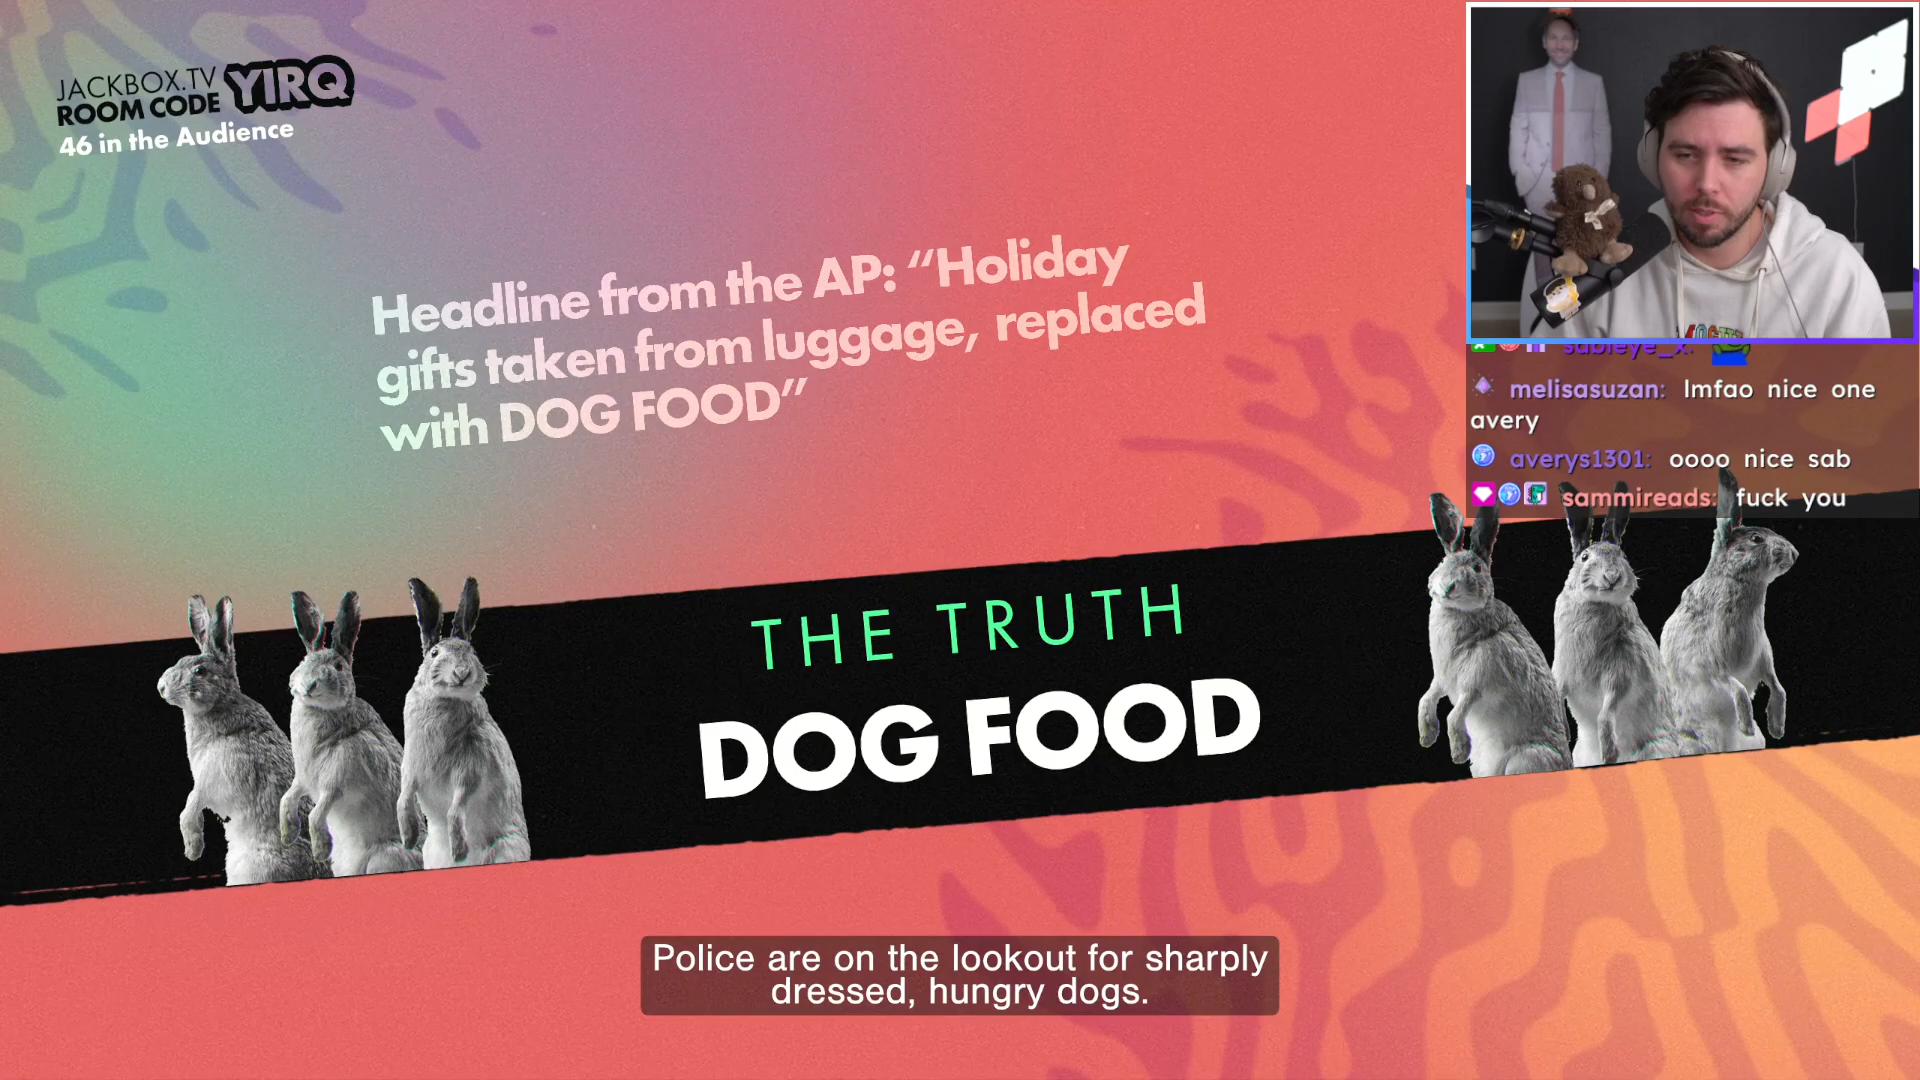 JACKBOX.TV
ROOM CODE YIRQ
46 in the Audience
Headline from the AP: “Holiday
gifts taken from luggage, replaced
with DOG FOOD”
THE TRUTH
DOG FOOD
Police are on the lookout for sharply
dressed, hungry dogs.
sableye_x:
melisasuzan: lmfao nice one
avery
averys1301: oooo nice sab
sammireads: fuck you